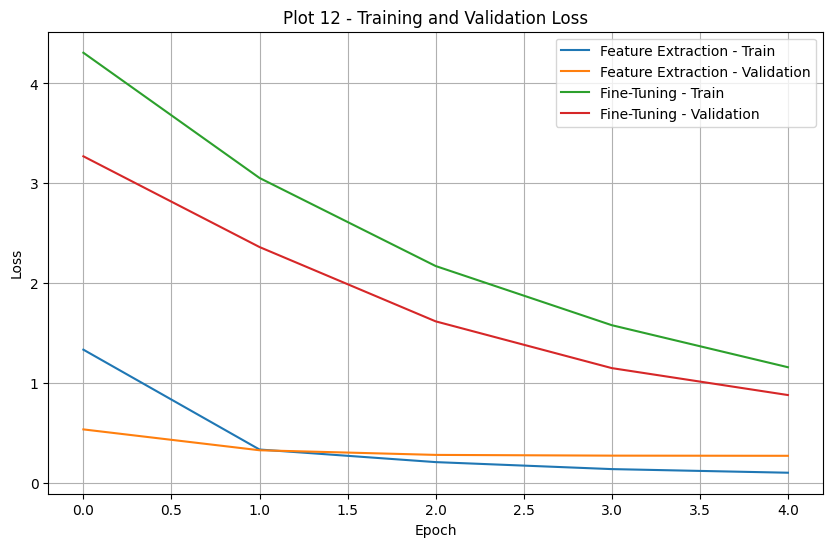 Plot 12 - Training and Validation Loss
Feature Extraction - Train
Feature Extraction - Validation
Fine-Tuning - Train
Fine-Tuning - Validation
Loss
4
3
2
1
0
0.0 0.5 1.0 1.5 2.0 2.5 3.0 3.5 4.0
Epoch